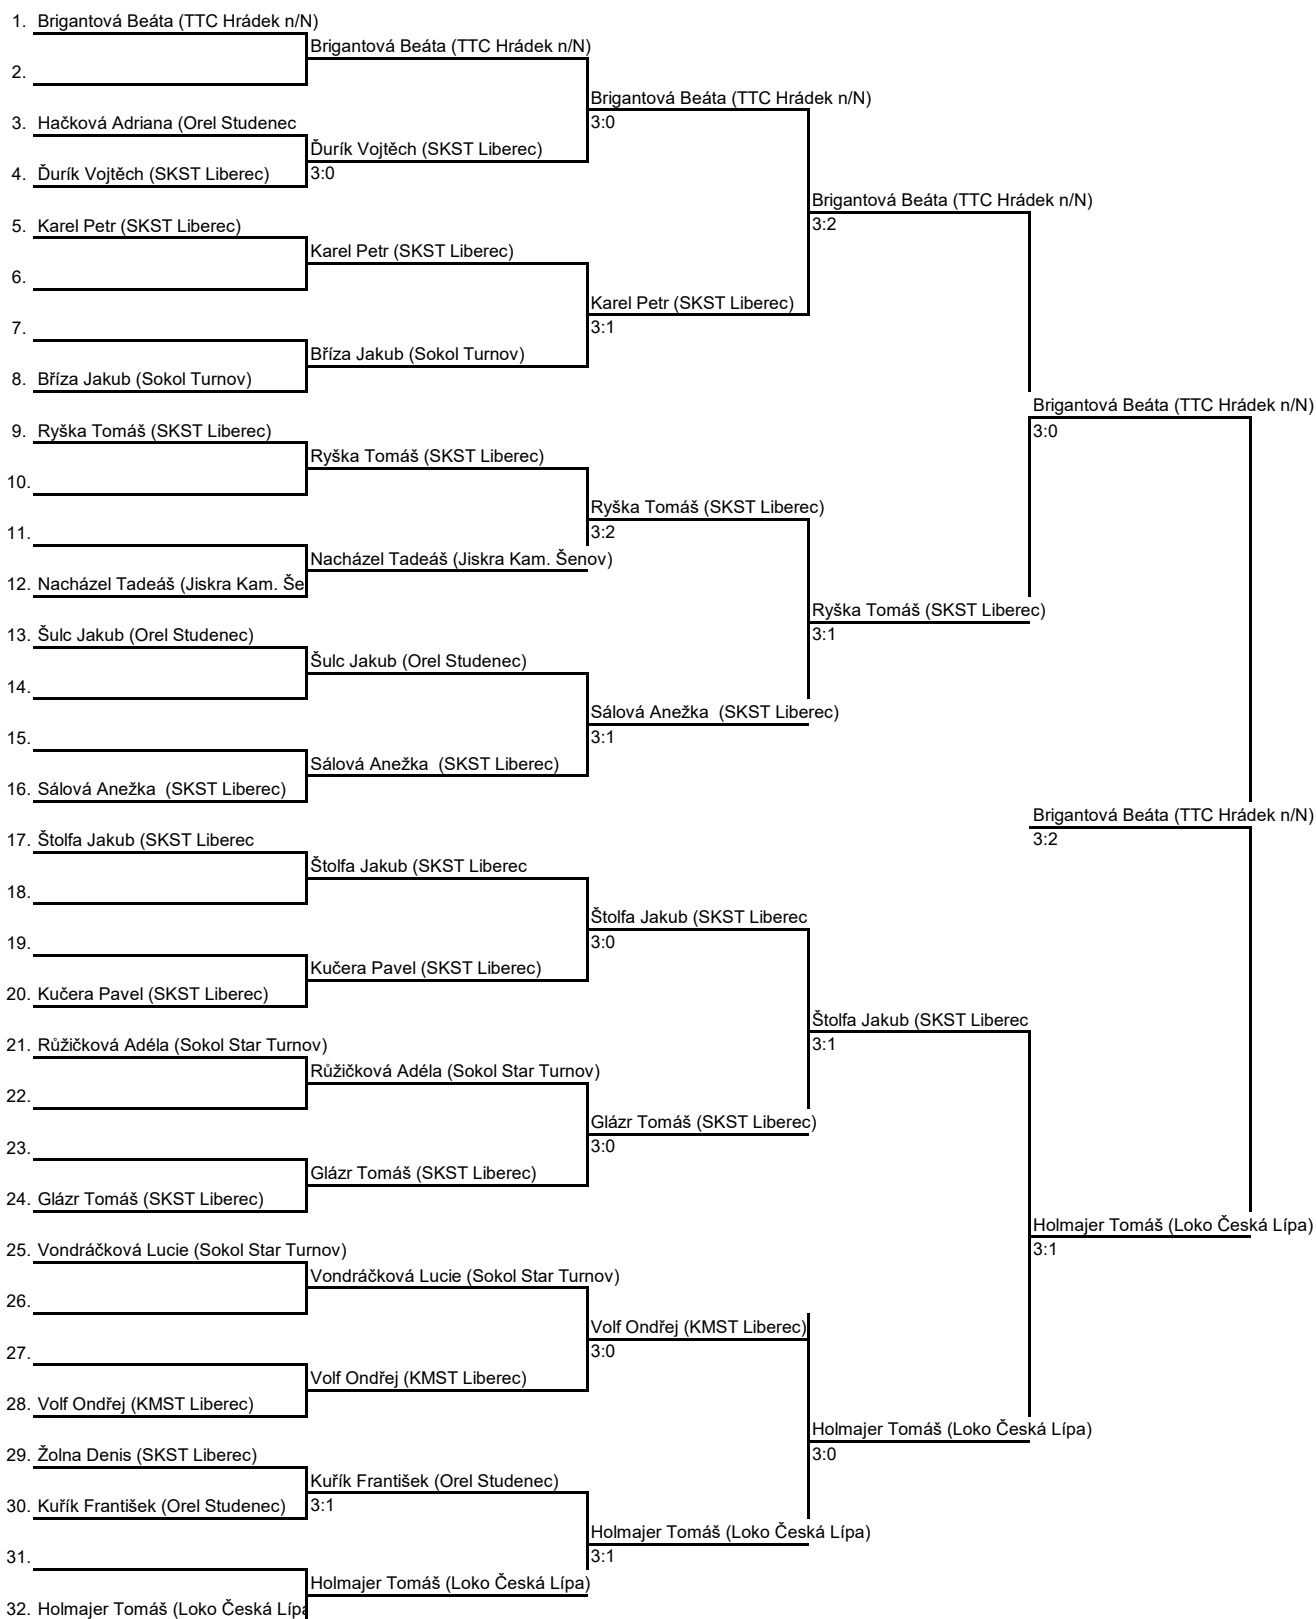 1. Brigantová Beáta (TTC Hrádek n/N)
Brigantová Beáta (TTC Hrádek n/N)
2.
Brigantová Beáta (TTC Hrádek n/N)
3. Hačková Adriana (Orel Studenec
3:0
Ďurík Vojtěch (SKST Liberec)
4. Ďurík Vojtěch (SKST Liberec)
3:0
Brigantová Beáta (TTC Hrádek n/N)
5. Karel Petr (SKST Liberec)
3:2
Karel Petr (SKST Liberec)
6.
Karel Petr (SKST Liberec)
7.
3:1
Bříza Jakub (Sokol Turnov)
8. Bříza Jakub (Sokol Turnov)
Brigantová Beáta (TTC Hrádek n/N)
9. Ryška Tomáš (SKST Liberec)
3:0
Ryška Tomáš (SKST Liberec)
10.
Ryška Tomáš (SKST Liberec)
11.
3:2
Nacházel Tadeáš (Jiskra Kam. Šenov)
12. Nacházel Tadeáš (Jiskra Kam. Še
Ryška Tomáš (SKST Liberec)
13. Šulc Jakub (Orel Studenec)
3:1
Šulc Jakub (Orel Studenec)
14.
Sálová Anežka  (SKST Liberec)
15.
3:1
Sálová Anežka  (SKST Liberec)
16. Sálová Anežka  (SKST Liberec)
Brigantová Beáta (TTC Hrádek n/N)
17. Štolfa Jakub (SKST Liberec
3:2
Štolfa Jakub (SKST Liberec
18.
Štolfa Jakub (SKST Liberec
19.
3:0
Kučera Pavel (SKST Liberec)
20. Kučera Pavel (SKST Liberec)
Štolfa Jakub (SKST Liberec
21. Růžičková Adéla (Sokol Star Turnov)
3:1
Růžičková Adéla (Sokol Star Turnov)
22.
Glázr Tomáš (SKST Liberec)
23.
3:0
Glázr Tomáš (SKST Liberec)
24. Glázr Tomáš (SKST Liberec)
Holmajer Tomáš (Loko Česká Lípa)
25. Vondráčková Lucie (Sokol Star Turnov)
3:1
Vondráčková Lucie (Sokol Star Turnov)
26.
Volf Ondřej (KMST Liberec)
27.
3:0
Volf Ondřej (KMST Liberec)
28. Volf Ondřej (KMST Liberec)
Holmajer Tomáš (Loko Česká Lípa)
29. Žolna Denis (SKST Liberec)
3:0
Kuřík František (Orel Studenec)
30. Kuřík František (Orel Studenec)
3:1
Holmajer Tomáš (Loko Česká Lípa)
31.
3:1
Holmajer Tomáš (Loko Česká Lípa)
32. Holmajer Tomáš (Loko Česká Lípa